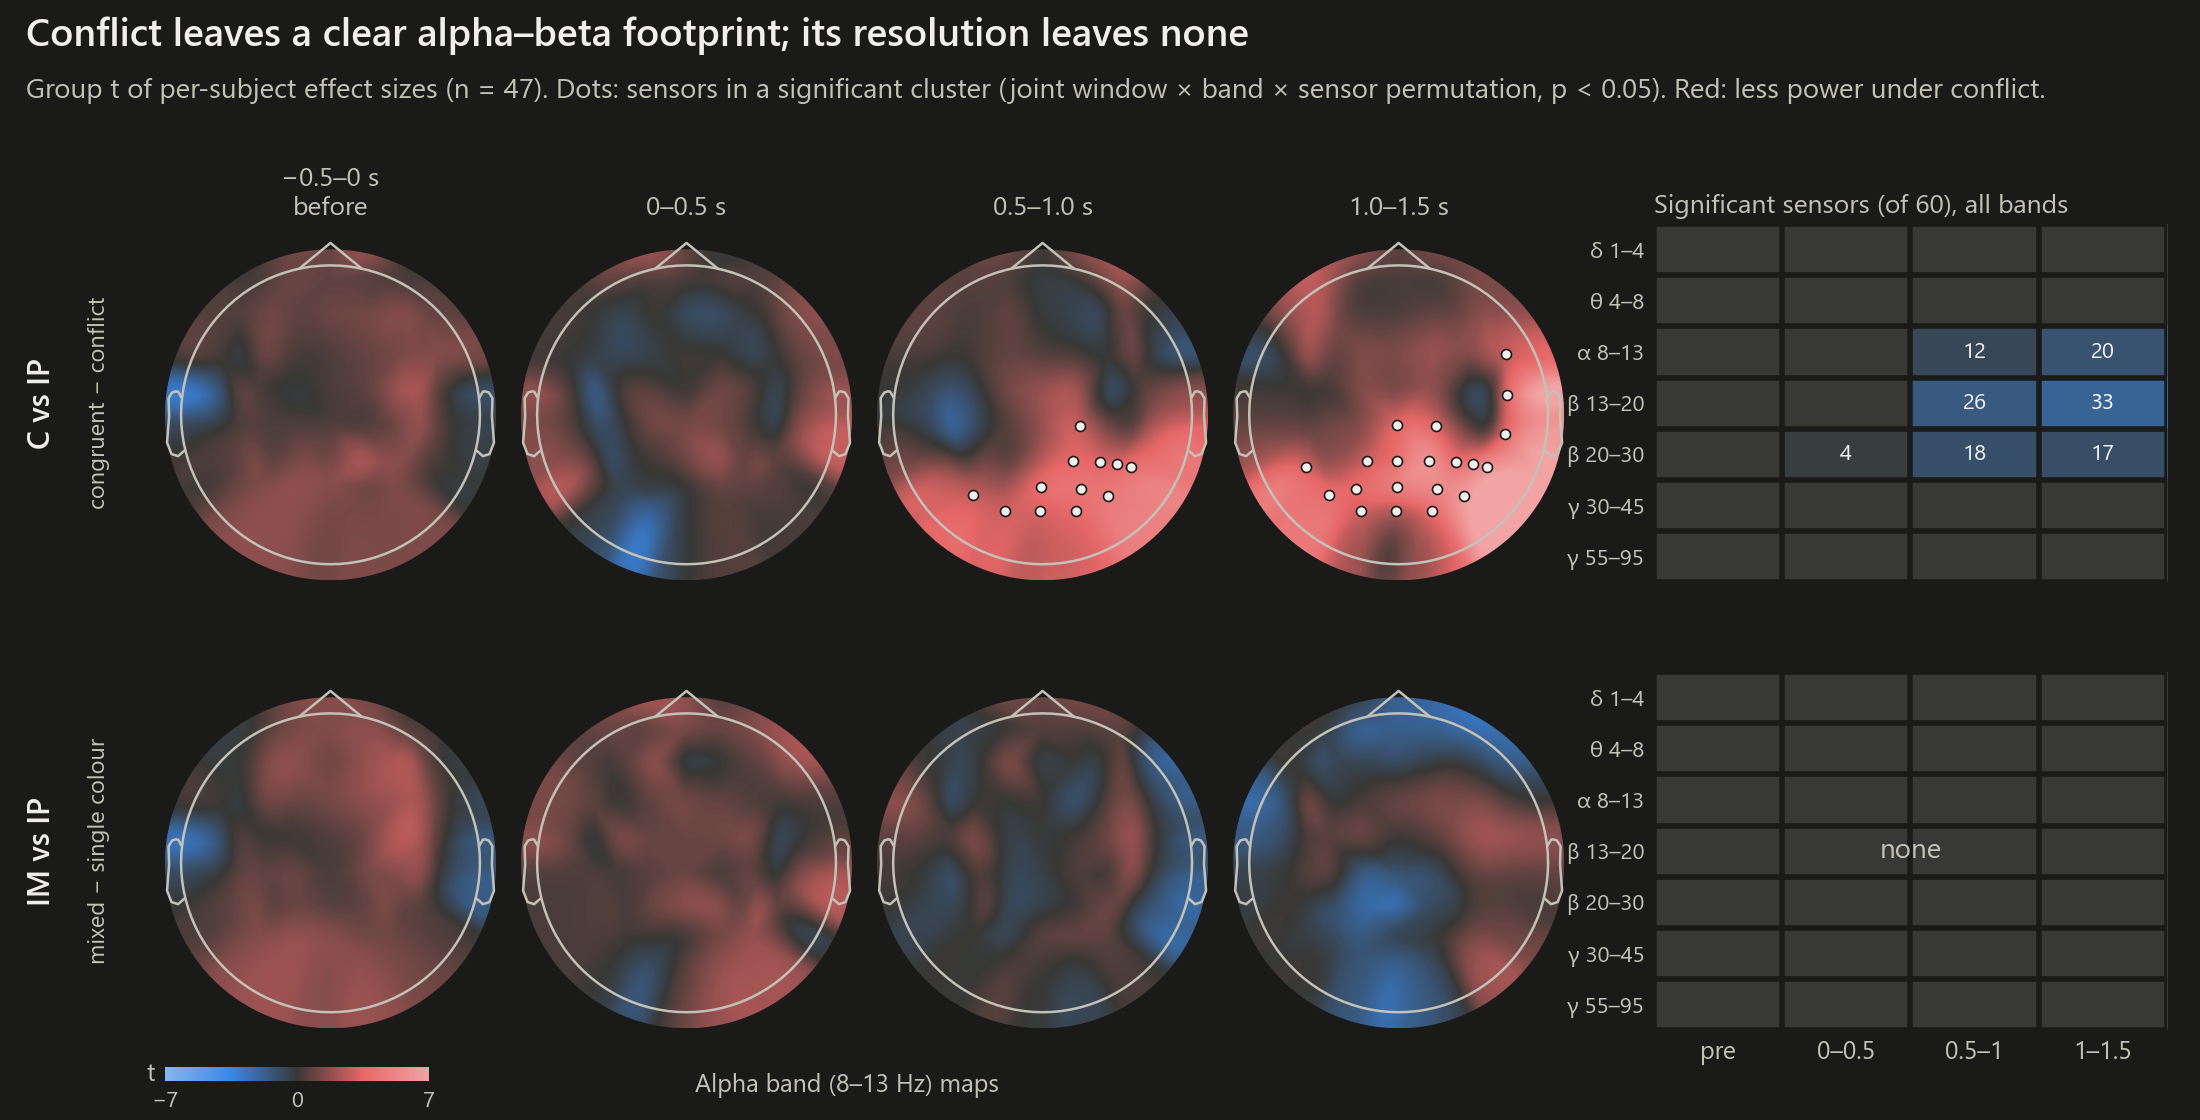 Conflict leaves a clear alpha–beta footprint; its resolution leaves none
Group t of per-subject effect sizes (n = 47). Dots: sensors in a significant cluster (joint window × band × sensor permutation, p < 0.05). Red: less power under conflict.
−0.5–0 s
before
0–0.5 s
0.5–1.0 s
1.0–1.5 s
Significant sensors (of 60), all bands
C vs IP
congruent − conflict
δ 1–4
θ 4–8
α 8–13 12 20
β 13–20 26 33
β 20–30 4 18 17
γ 30–45
γ 55–95
IM vs IP
mixed − single colour
δ 1–4
θ 4–8
α 8–13
β 13–20 none
β 20–30
γ 30–45
γ 55–95
pre 0–0.5 0.5–1 1–1.5
t
−7 0 7
Alpha band (8–13 Hz) maps